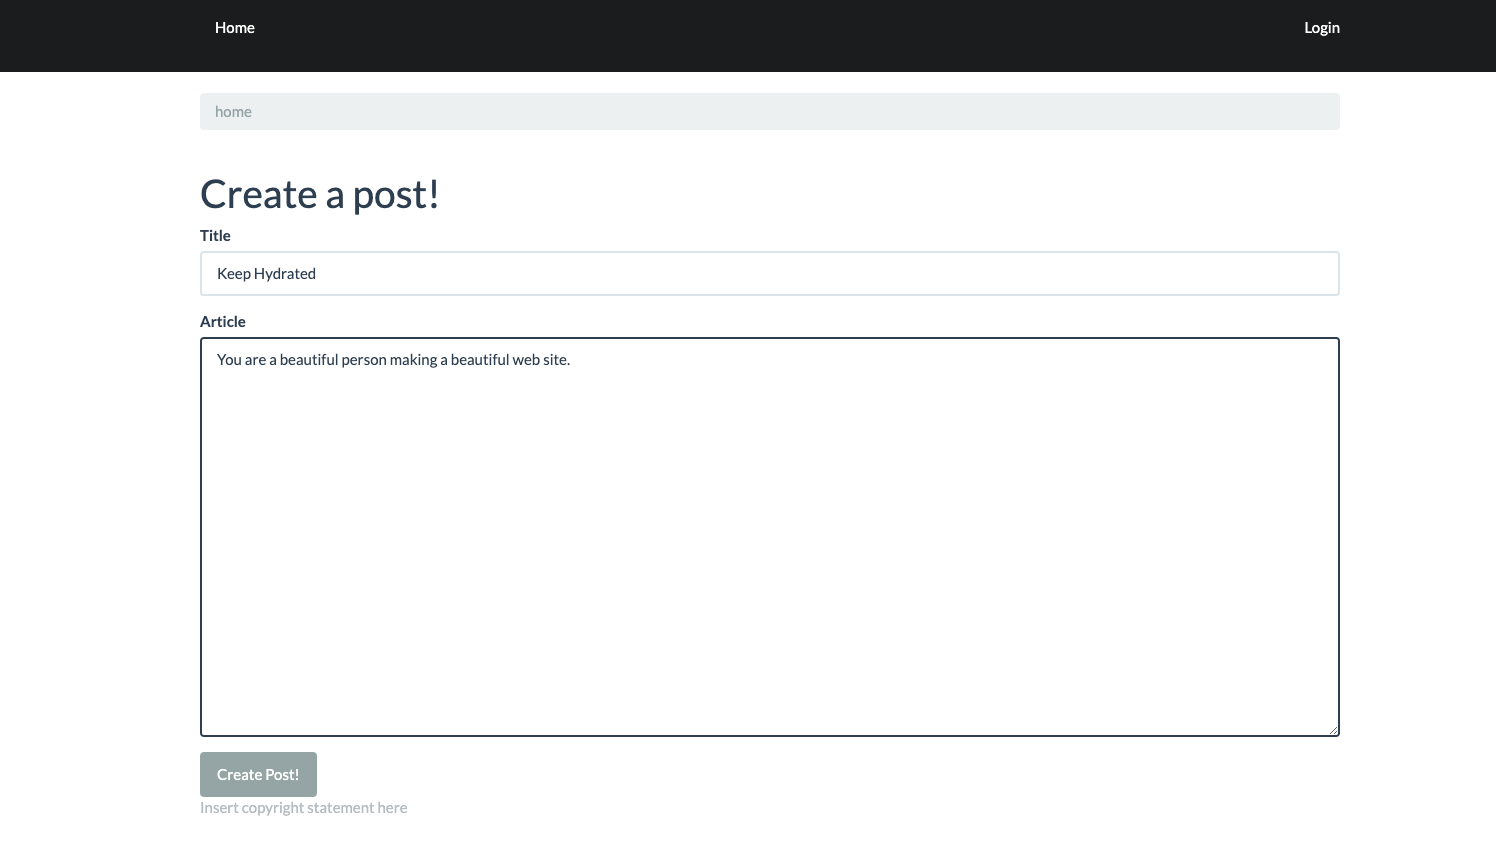 Home
Login
home
Create a post!
Title
Keep Hydrated
Article
You are a beautiful person making a beautiful web site.
Create Post!
Insert copyright statement here